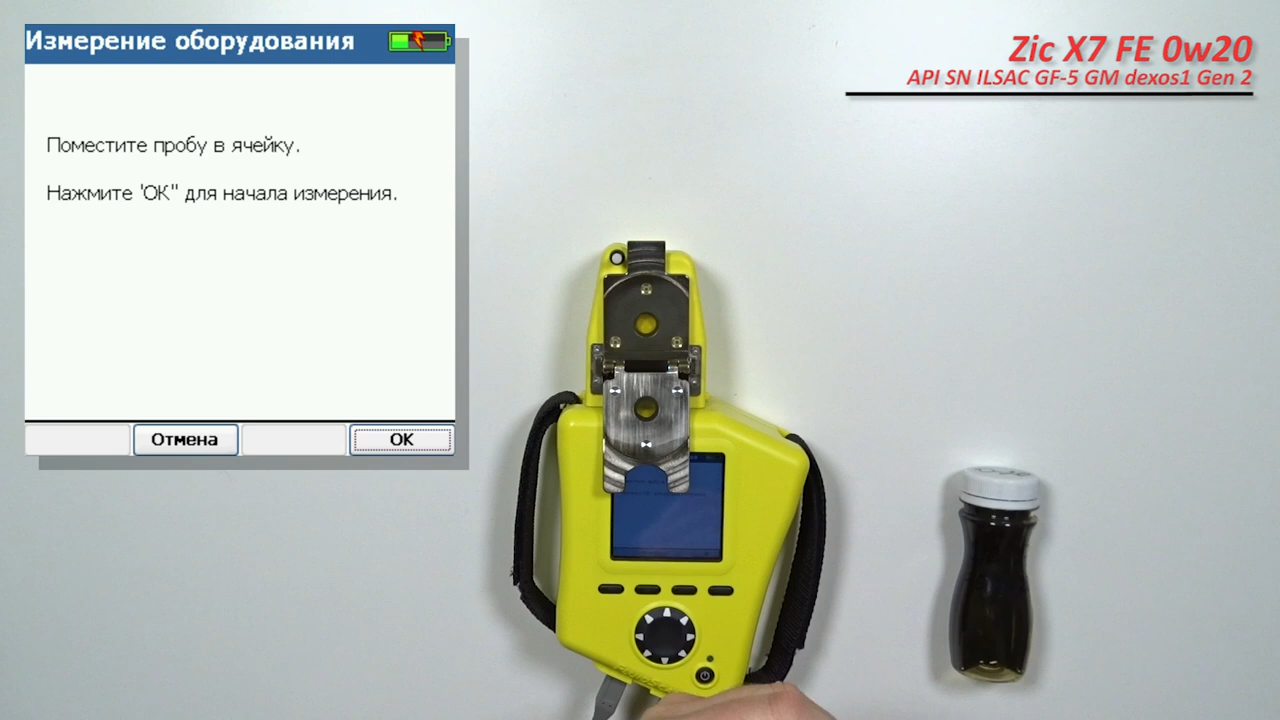 Измерение оборудования
Поместите пробу в ячейку.
Нажмите 'OK" для начала измерения.
Отмена
OK
Zic X7 FE 0w20
API SN ILSAC GF-5 GM dexos1 Gen 2